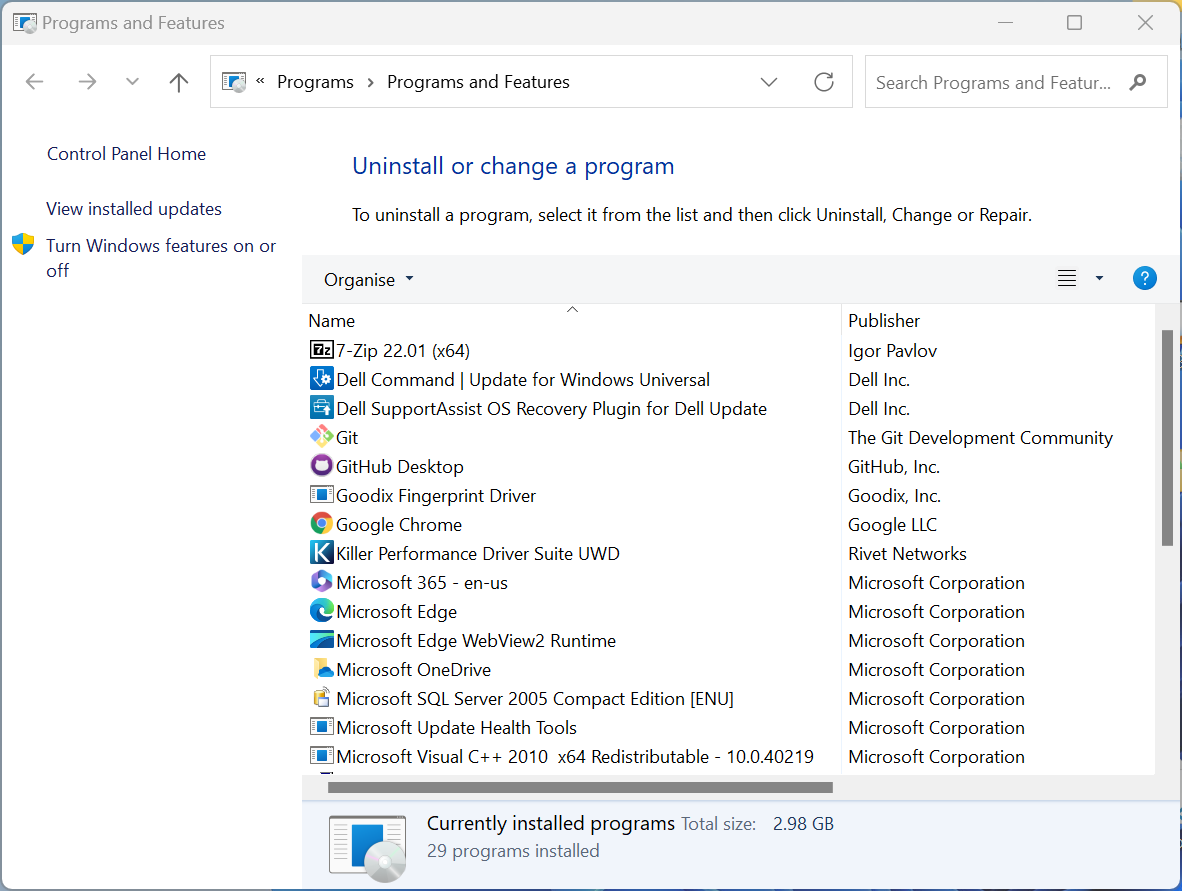 Programs and Features
« Programs › Programs and Features
Search Programs and Featur...
Control Panel Home
View installed updates
Turn Windows features on or
off
Uninstall or change a program
To uninstall a program, select it from the list and then click Uninstall, Change or Repair.
Organise
?
Name Publisher
7z 7-Zip 22.01 (x64) Igor Pavlov
Dell Command | Update for Windows Universal Dell Inc.
Dell SupportAssist OS Recovery Plugin for Dell Update Dell Inc.
Git The Git Development Community
GitHub Desktop GitHub, Inc.
Goodix Fingerprint Driver Goodix, Inc.
Google Chrome Google LLC
K Killer Performance Driver Suite UWD Rivet Networks
Microsoft 365 - en-us Microsoft Corporation
Microsoft Edge Microsoft Corporation
Microsoft Edge WebView2 Runtime Microsoft Corporation
Microsoft OneDrive Microsoft Corporation
Microsoft SQL Server 2005 Compact Edition [ENU] Microsoft Corporation
Microsoft Update Health Tools Microsoft Corporation
Microsoft Visual C++ 2010  x64 Redistributable - 10.0.40219 Microsoft Corporation
Currently installed programs Total size: 2.98 GB
29 programs installed